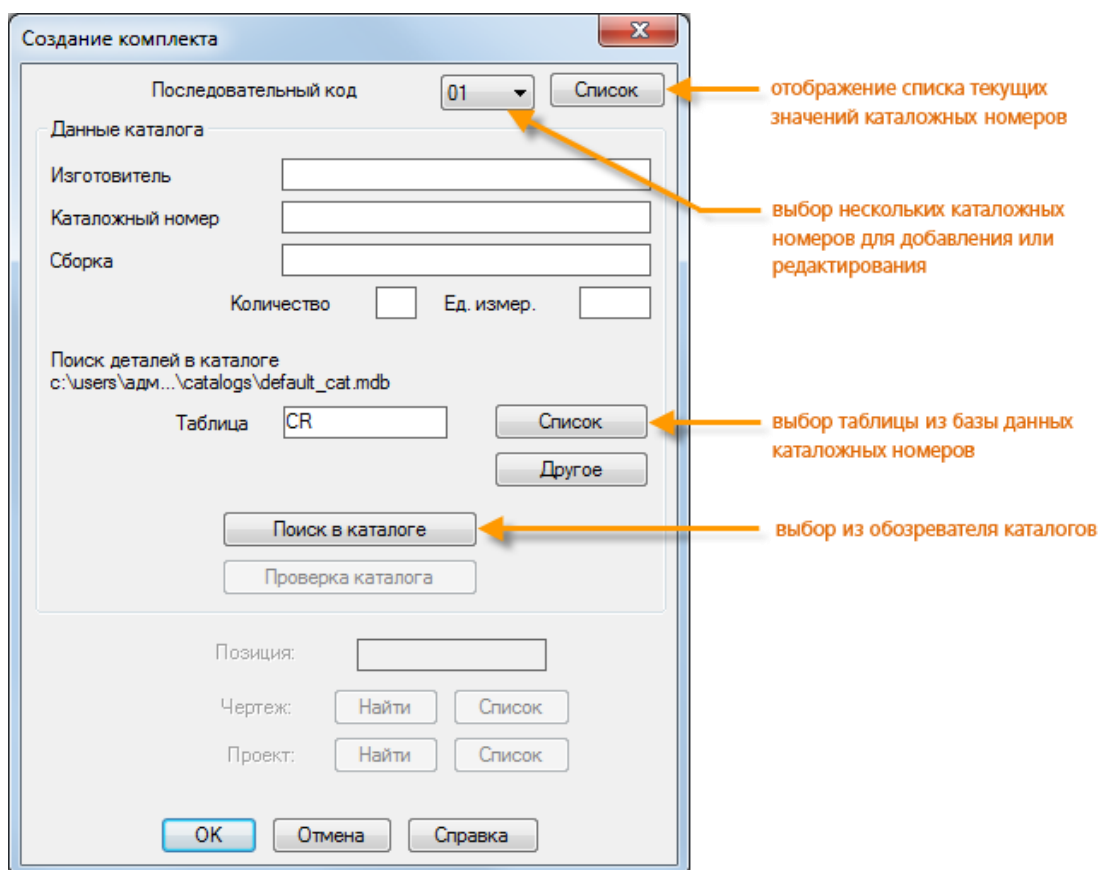 Создание комплекта
Последовательный код 01 Список
отображение списка текущих
значений каталожных номеров
Данные каталога
Изготовитель
Каталожный номер
выбор нескольких каталожных
номеров для добавления или
редактирования
Сборка
Количество Ед. измер.
Поиск деталей в каталоге
c:\users\адм...\catalogs\default_cat.mdb
Таблица CR Список
выбор таблицы из базы данных
каталожных номеров
Другое
Поиск в каталоге
выбор из обозревателя каталогов
Проверка каталога
Позиция:
Чертеж: Найти Список
Проект: Найти Список
OK Отмена Справка